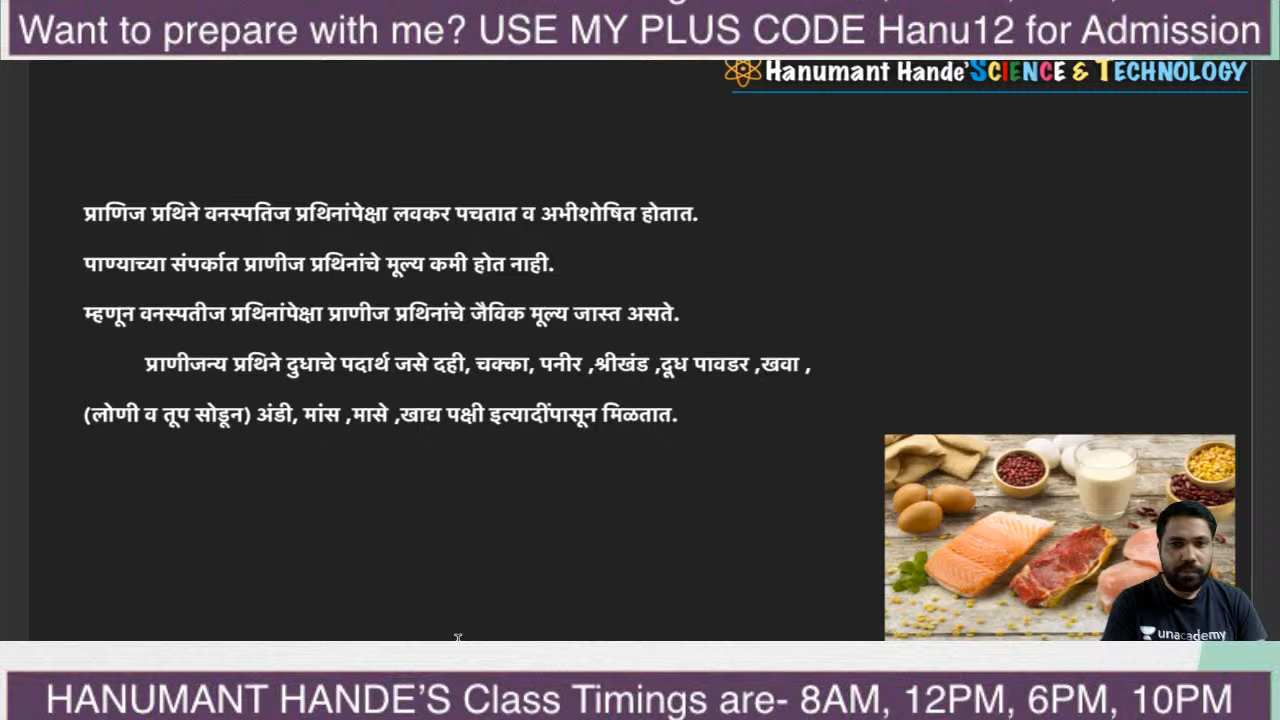 Want to prepare with me? USE MY PLUS CODE Hanu12 for Admission
Hanumant Hande'SCIENCE & TECHNOLOGY
प्राणिज प्रथिने वनस्पतिज प्रथिनांपेक्षा लवकर पचतात व अभीशोषित होतात.
पाण्याच्या संपर्कात प्राणीज प्रथिनांचे मूल्य कमी होत नाही.
म्हणून वनस्पतीज प्रथिनांपेक्षा प्राणीज प्रथिनांचे जैविक मूल्य जास्त असते.
प्राणीजन्य प्रथिने दुधाचे पदार्थ जसे दही, चक्का, पनीर ,श्रीखंड ,दूध पावडर ,खवा ,
(लोणी व तूप सोडून) अंडी, मांस ,मासे ,खाद्य पक्षी इत्यादींपासून मिळतात.
unacademy
HANUMANT HANDE’S Class Timings are- 8AM, 12PM, 6PM, 10PM